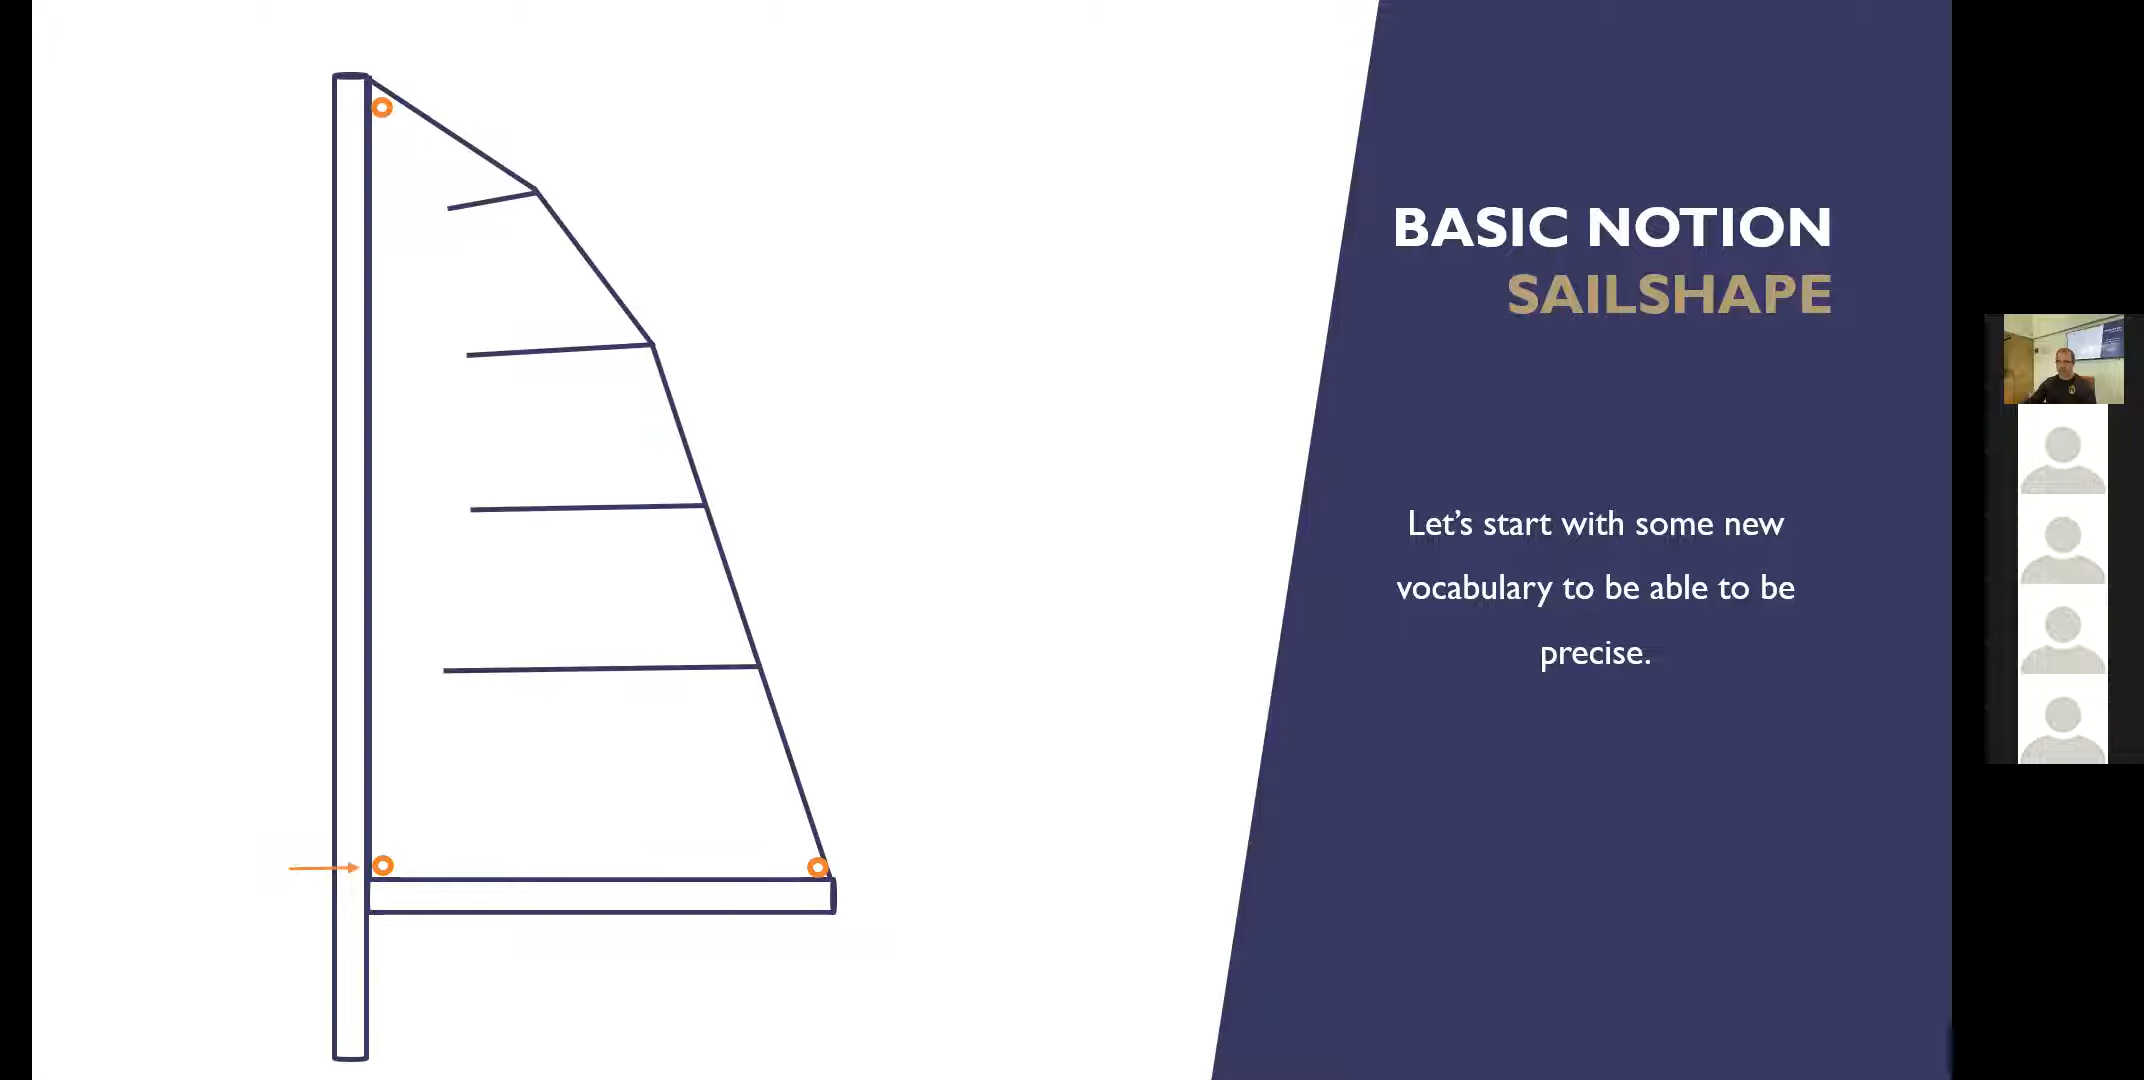 BASIC NOTION
SAILSHAPE
Let’s start with some new
vocabulary to be able to be
precise.